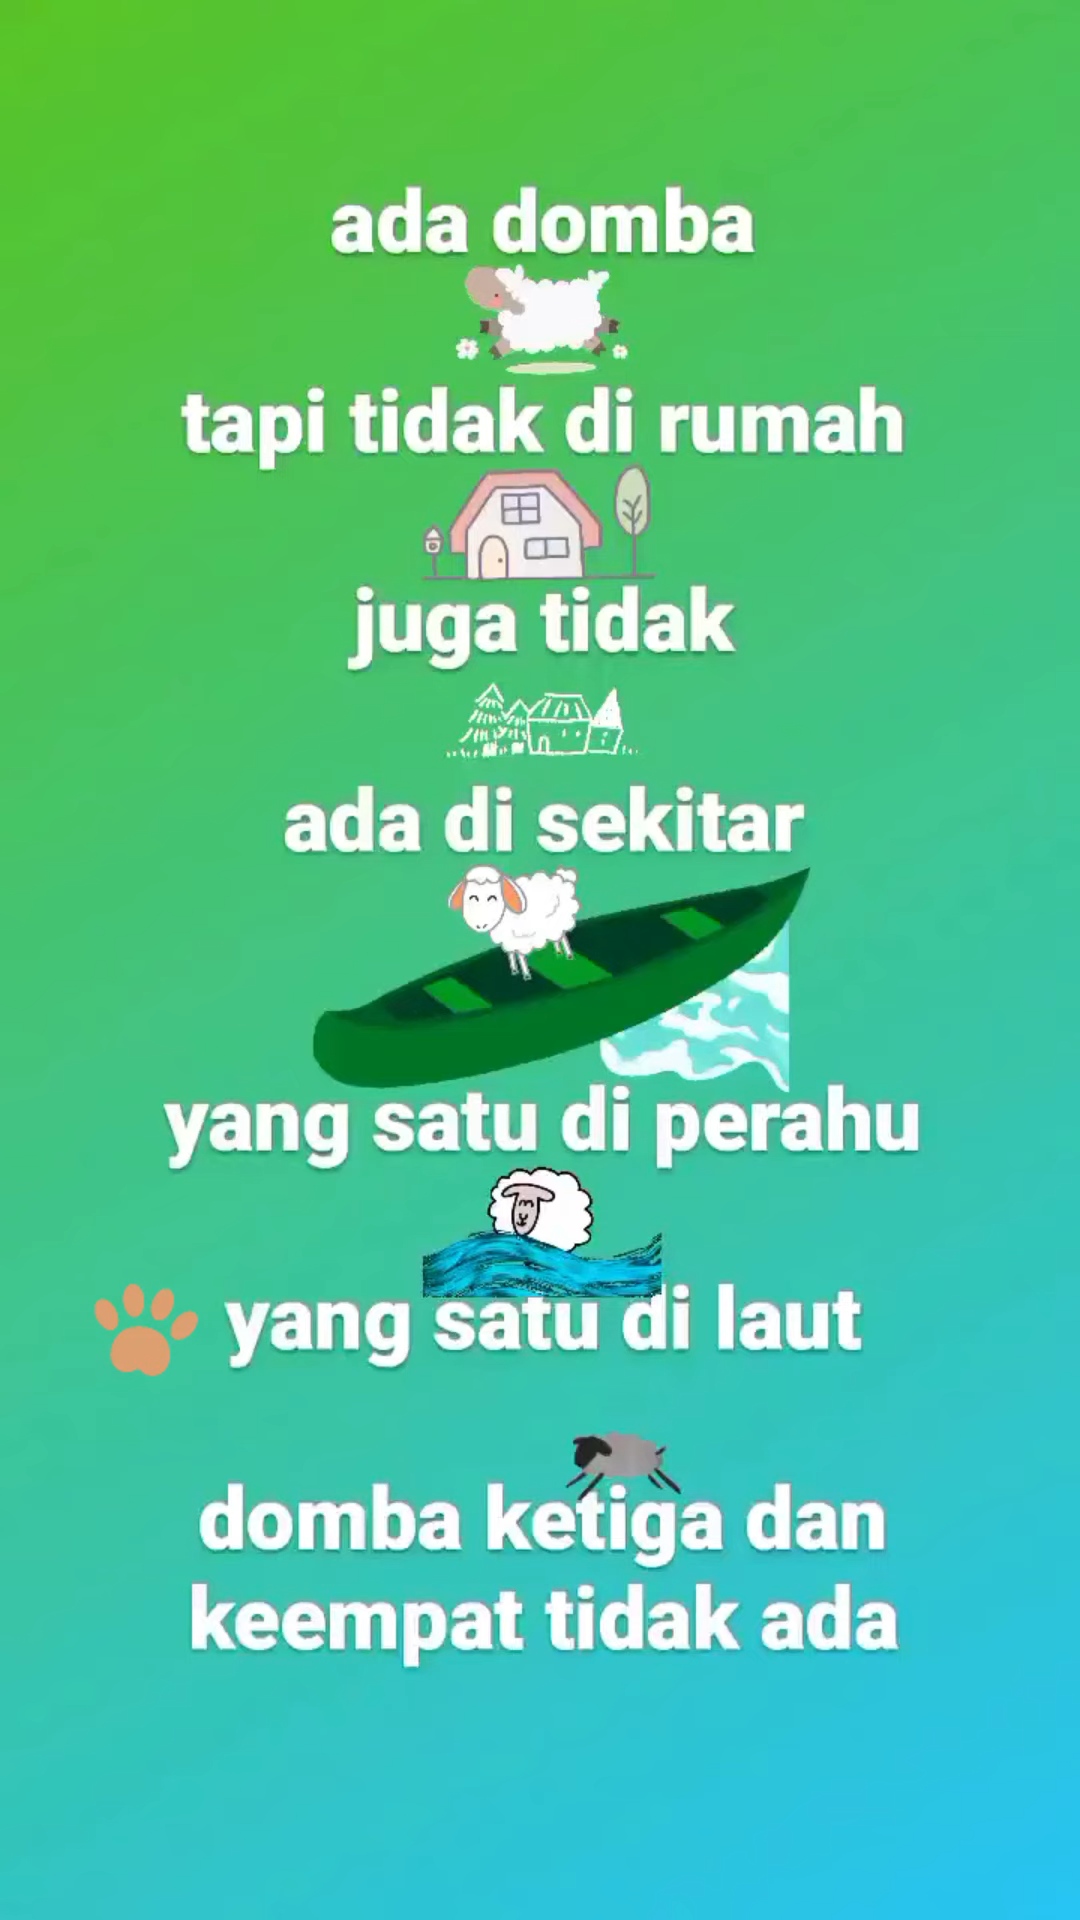 ada domba
tapi tidak di rumah
juga tidak
ada di sekitar
yang satu di perahu
yang satu di laut
domba ketiga dan
keempat tidak ada